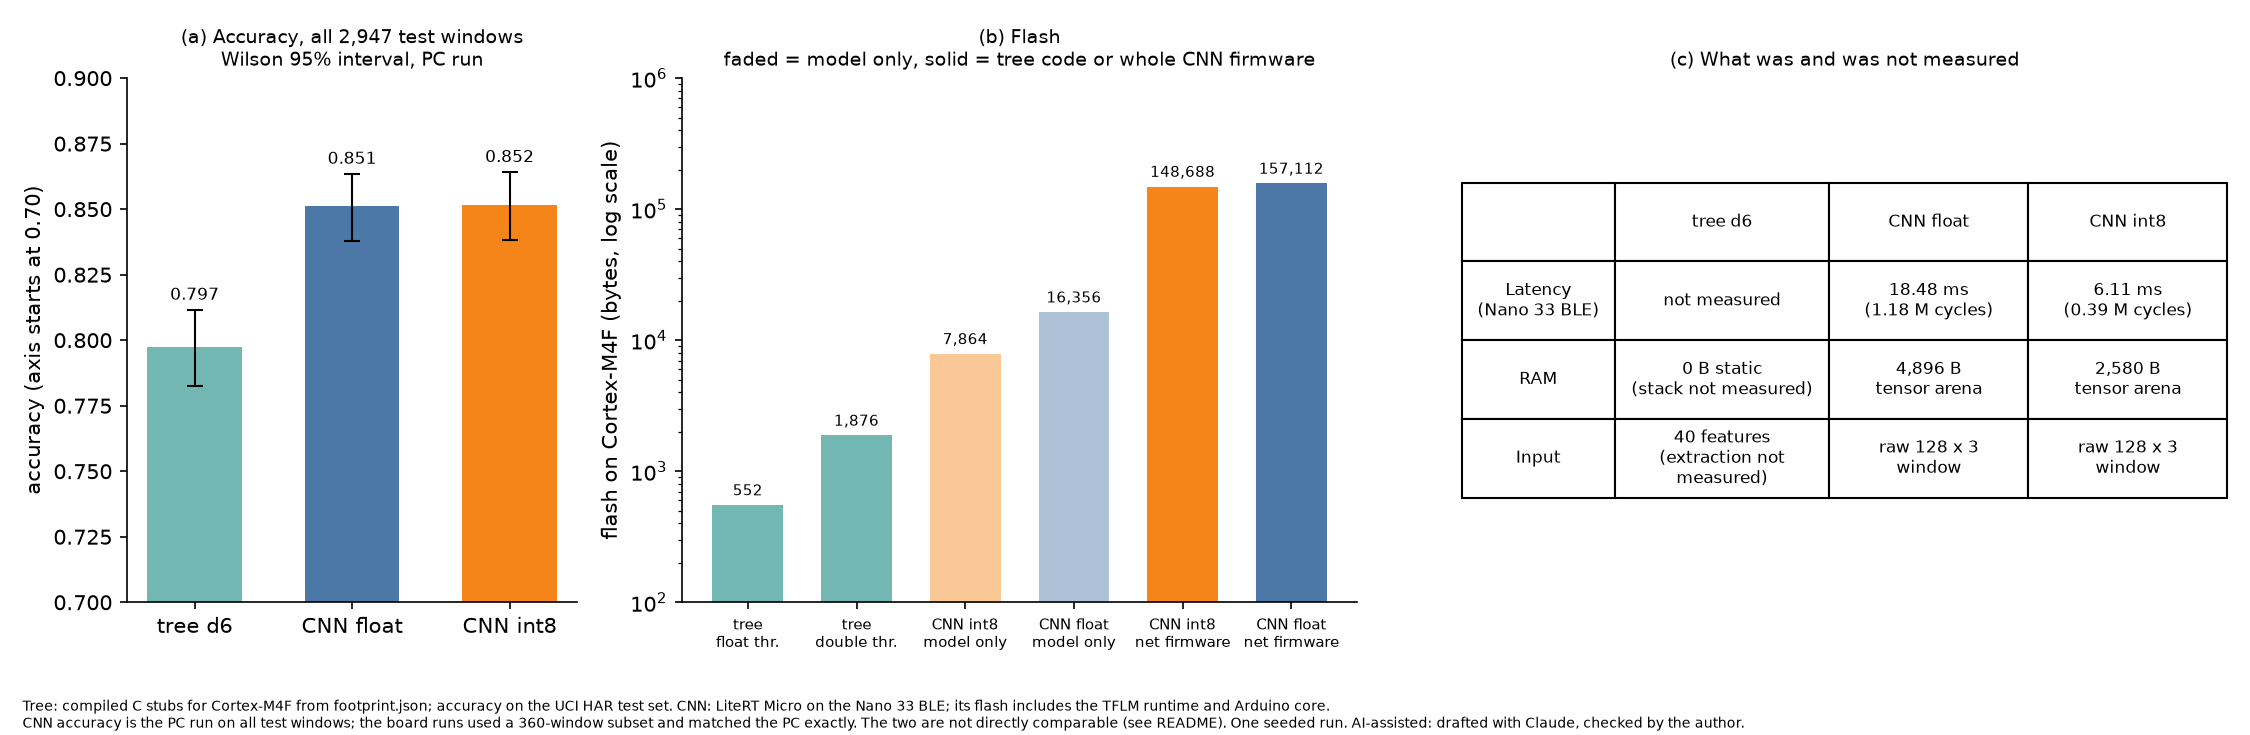 (a) Accuracy, all 2,947 test windows
Wilson 95% interval, PC run
accuracy (axis starts at 0.70)
0.900
0.875
0.850
0.825
0.800
0.775
0.750
0.725
0.700
0.797
0.851
0.852
tree d6
CNN float
CNN int8
(b) Flash
faded = model only, solid = tree code or whole CNN firmware
flash on Cortex-M4F (bytes, log scale)
10⁶
10⁵
10⁴
10³
10²
552
1,876
7,864
16,356
148,688
157,112
tree
float thr.
tree
double thr.
CNN int8
model only
CNN float
model only
CNN int8
net firmware
CNN float
net firmware
(c) What was and was not measured
tree d6
CNN float
CNN int8
Latency
(Nano 33 BLE)
not measured
18.48 ms
(1.18 M cycles)
6.11 ms
(0.39 M cycles)
RAM
0 B static
(stack not measured)
4,896 B
tensor arena
2,580 B
tensor arena
Input
40 features
(extraction not
measured)
raw 128 x 3
window
raw 128 x 3
window
Tree: compiled C stubs for Cortex-M4F from footprint.json; accuracy on the UCI HAR test set. CNN: LiteRT Micro on the Nano 33 BLE; its flash includes the TFLM runtime and Arduino core.
CNN accuracy is the PC run on all test windows; the board runs used a 360-window subset and matched the PC exactly. The two are not directly comparable (see README). One seeded run. AI-assisted: drafted with Claude, checked by the author.